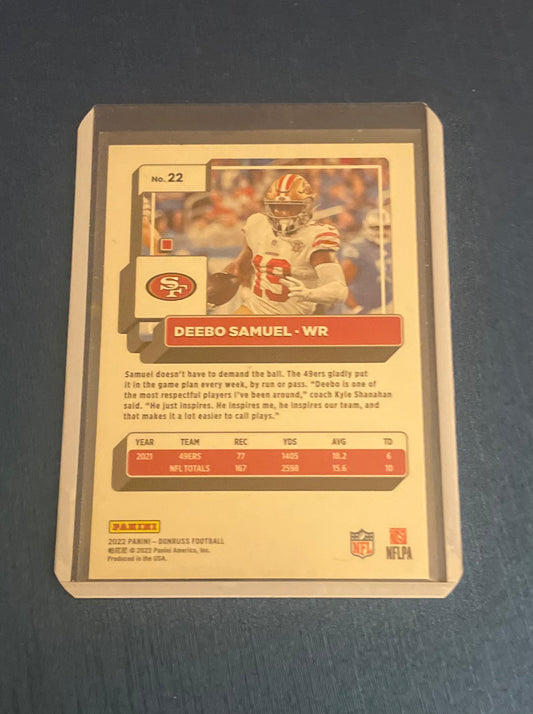 No. 22
19
SF
DEEBO SAMUEL - WR
Samuel doesn't have to demand the ball. The 49ers gladly put
it in the game plan every week, by run or pass. "Deebo is one of
the most respectful players I've been around," coach Kyle Shanahan
said. "He just inspires. He inspires me, he inspires our team, and
that makes it a lot easier to call plays."
YEAR TEAM REC YDS AVG TD
2021 49ERS 77 1405 18.2 6
NFL TOTALS 167 2598 15.6 10
PANINI
2022 PANINI – DONRUSS FOOTBALL
帕尼尼 © 2022 Panini America, Inc.
Produced in the USA.
NFL
NFLPA